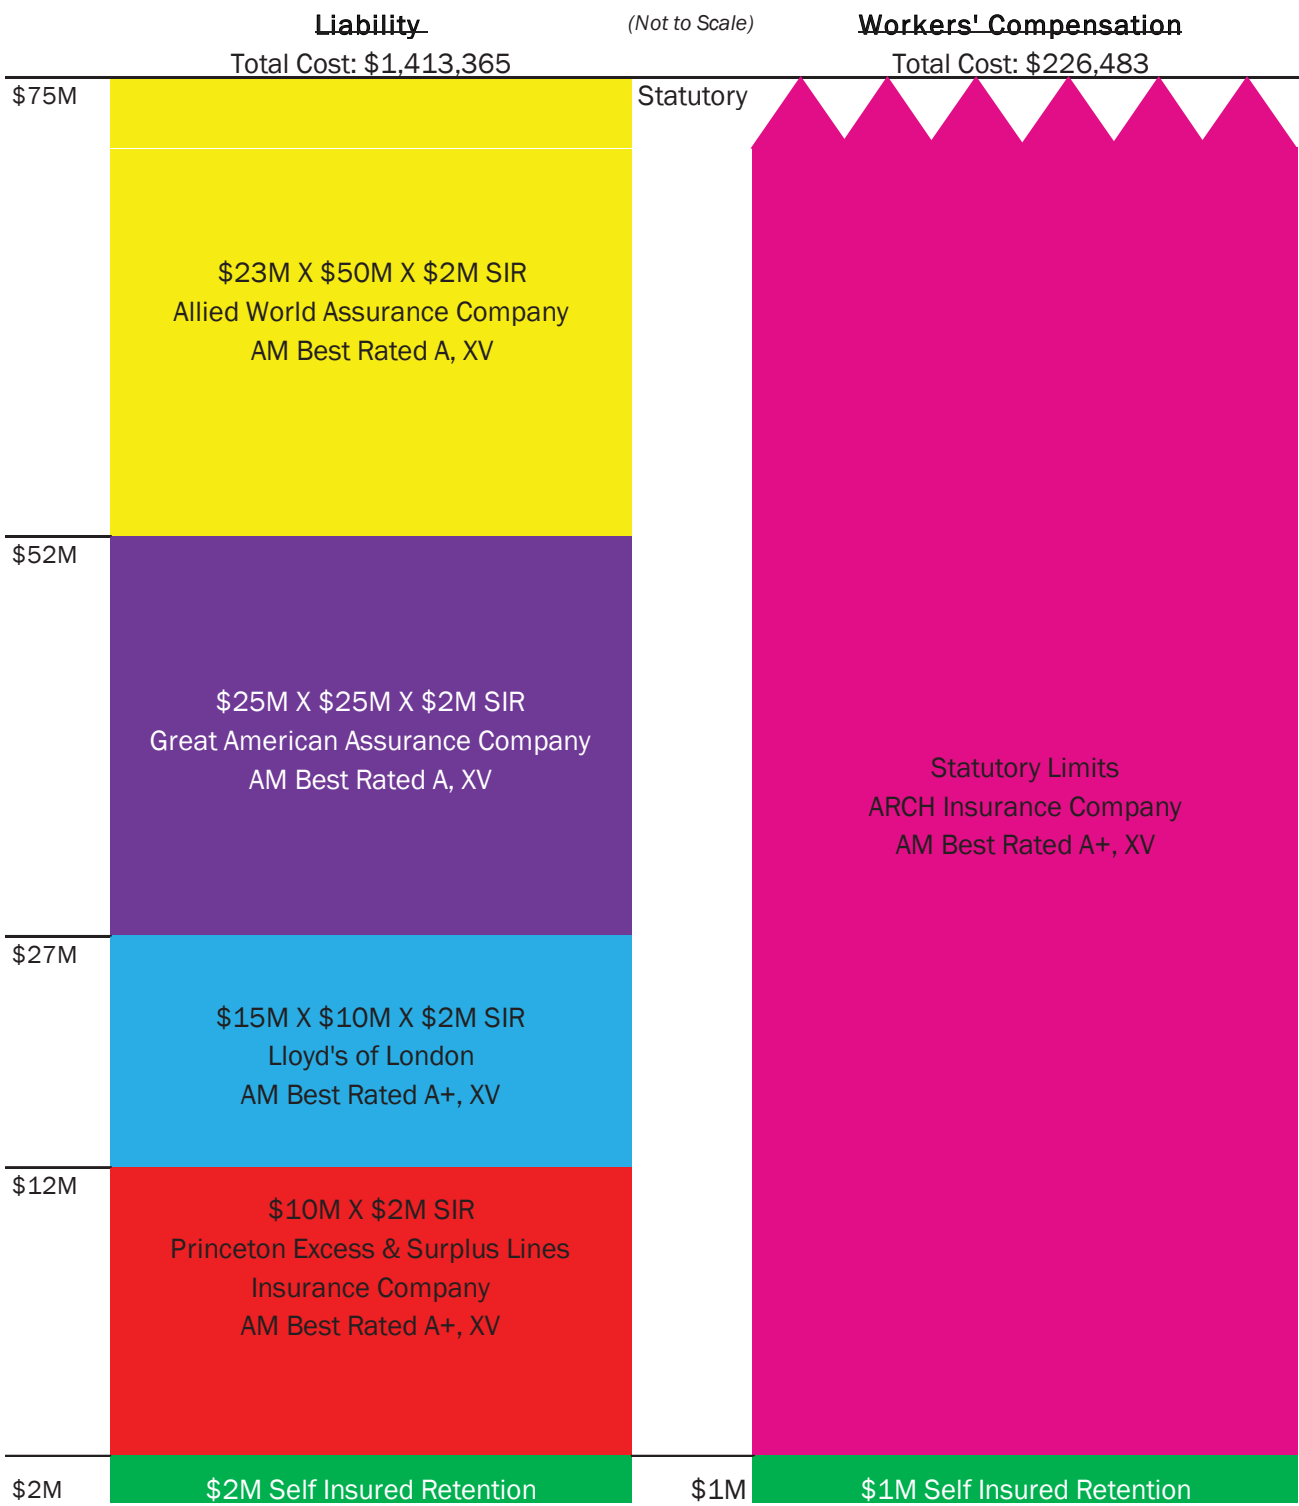 Liability
(Not to Scale)
Workers' Compensation
Total Cost: $1,413,365
Total Cost: $226,483
$75M
Statutory
$23M X $50M X $2M SIR
Allied World Assurance Company
AM Best Rated A, XV
$52M
$25M X $25M X $2M SIR
Great American Assurance Company
AM Best Rated A, XV
Statutory Limits
ARCH Insurance Company
AM Best Rated A+, XV
$27M
$15M X $10M X $2M SIR
Lloyd's of London
AM Best Rated A+, XV
$12M
$10M X $2M SIR
Princeton Excess & Surplus Lines
Insurance Company
AM Best Rated A+, XV
$2M
$2M Self Insured Retention
$1M
$1M Self Insured Retention